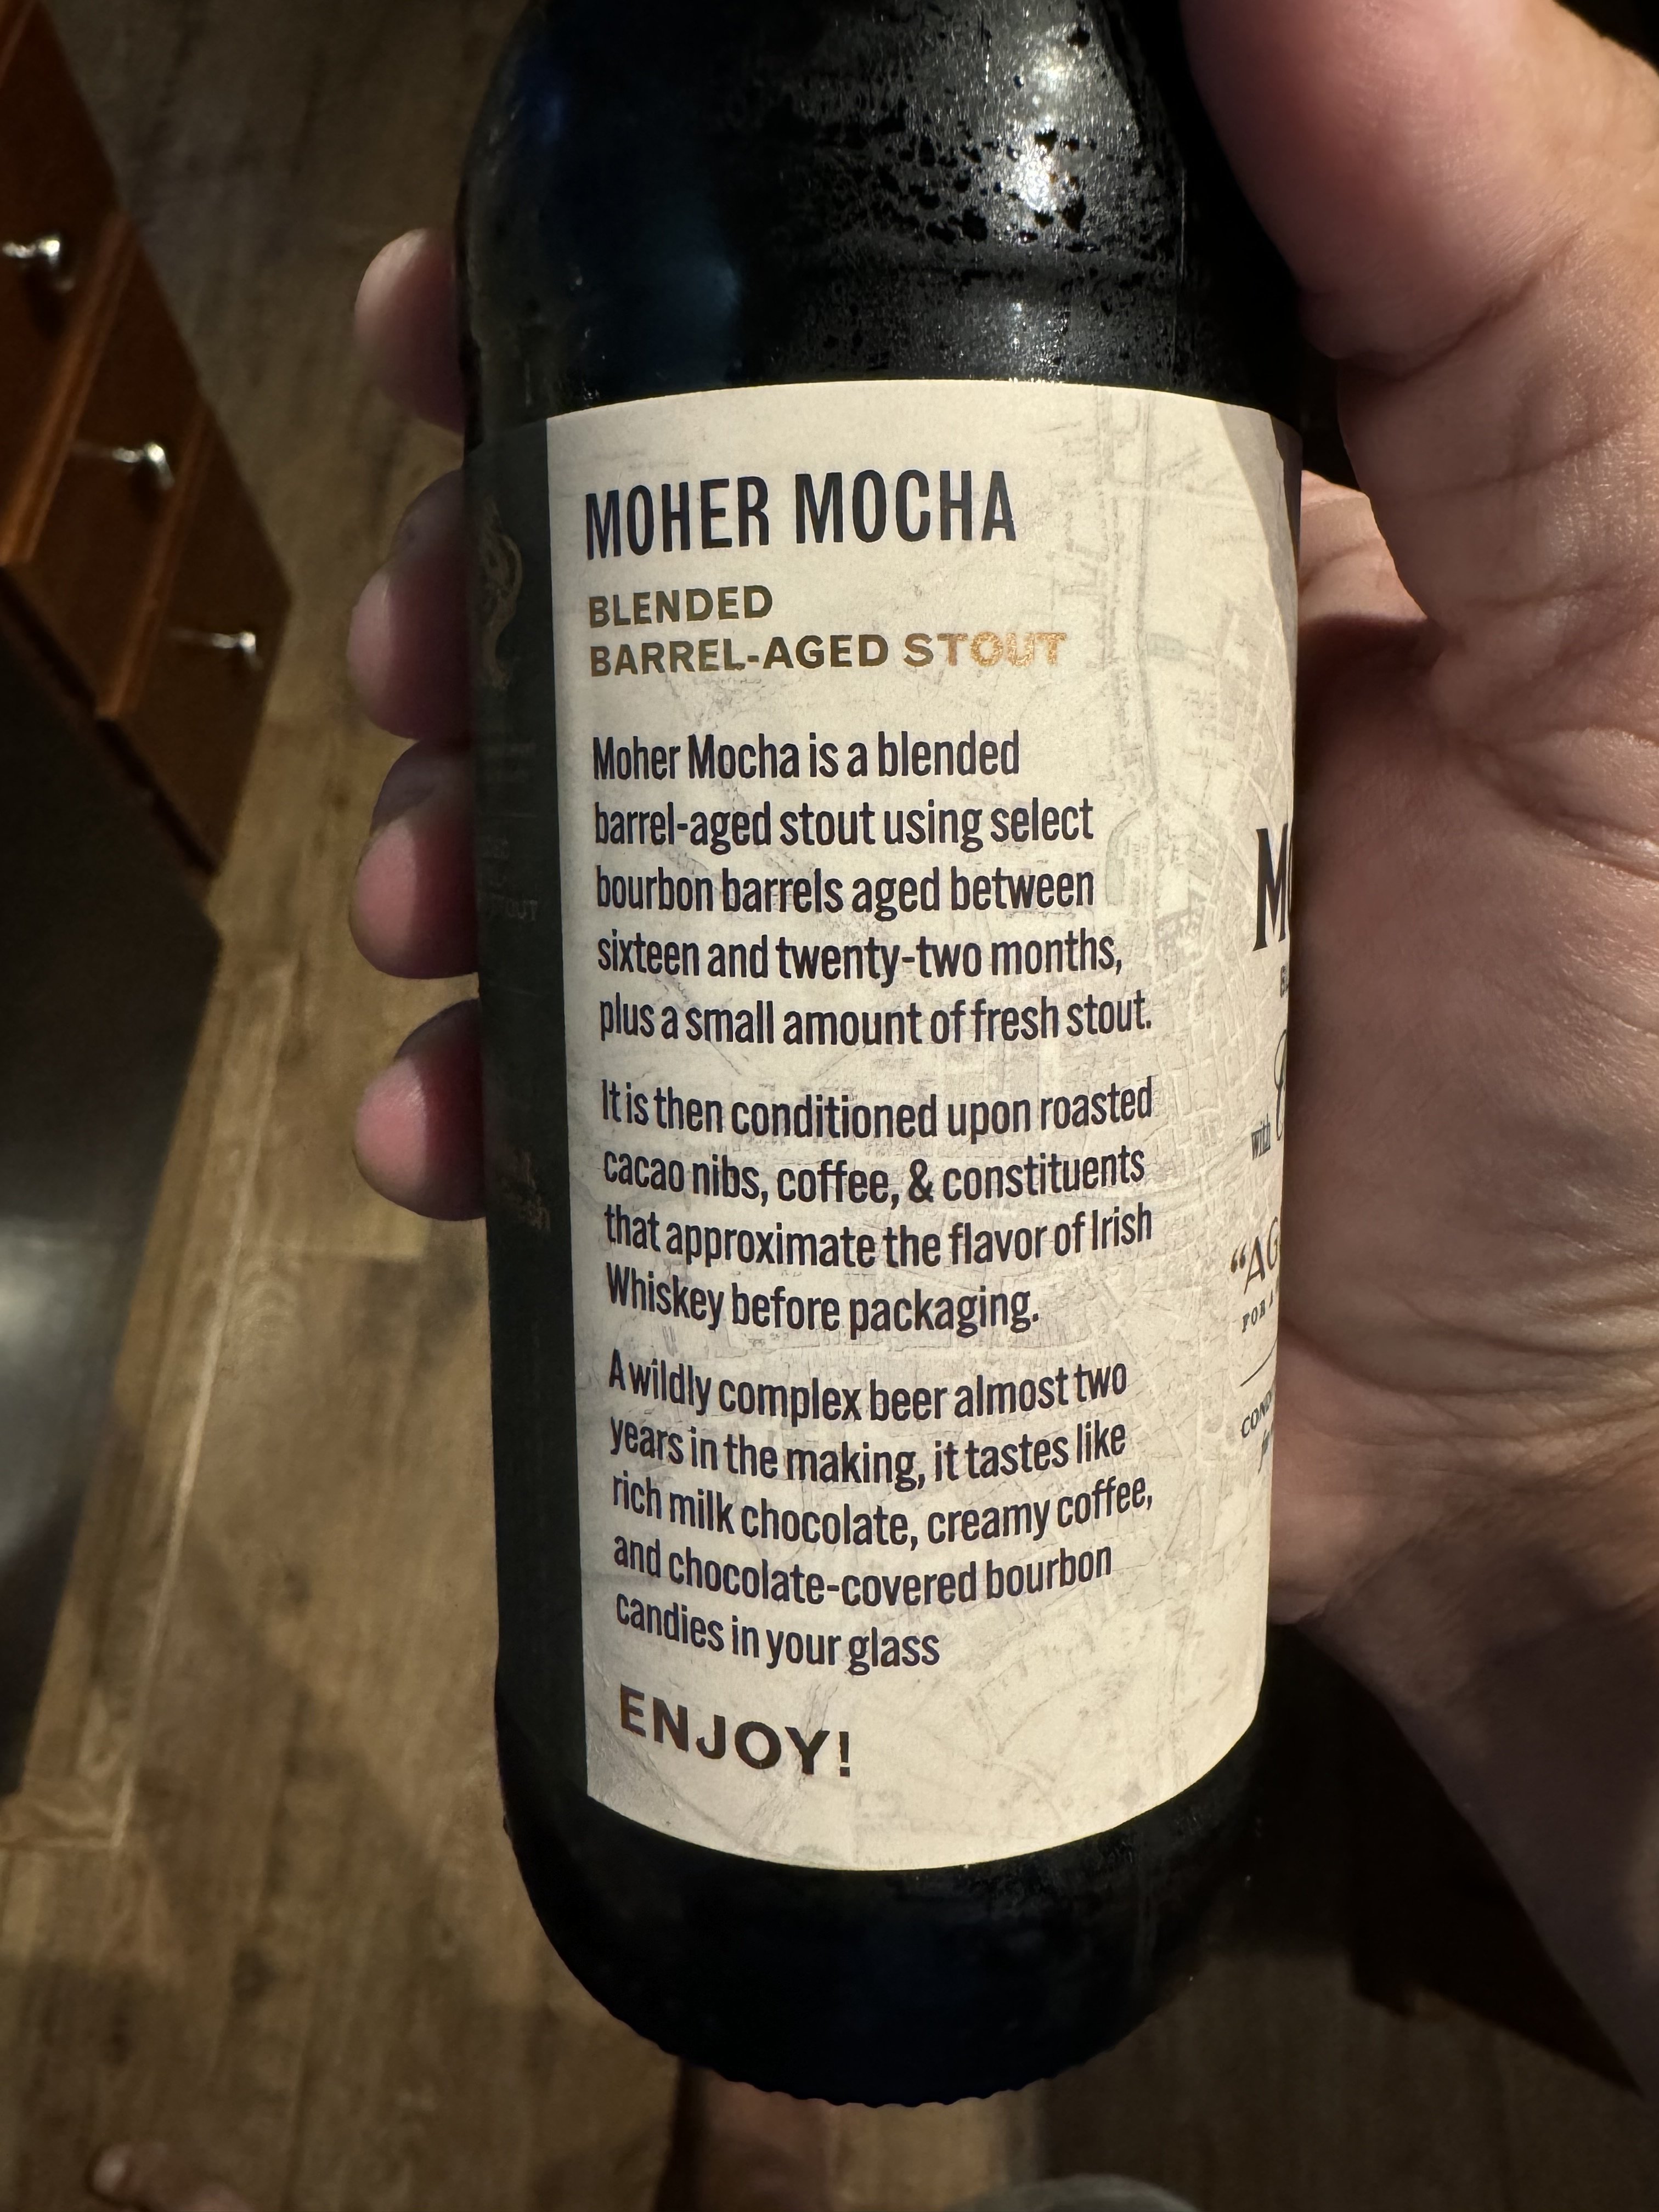 MOHER MOCHA
BLENDED
BARREL-AGED STOUT
Moher Mocha is a blended
barrel-aged stout using select
bourbon barrels aged between
sixteen and twenty-two months,
plus a small amount of fresh stout.
It is then conditioned upon roasted
cacao nibs, coffee, & constituents
that approximate the flavor of Irish
Whiskey before packaging.
A wildly complex beer almost two
years in the making, it tastes like
rich milk chocolate, creamy coffee,
and chocolate-covered bourbon
candies in your glass
ENJOY!
with